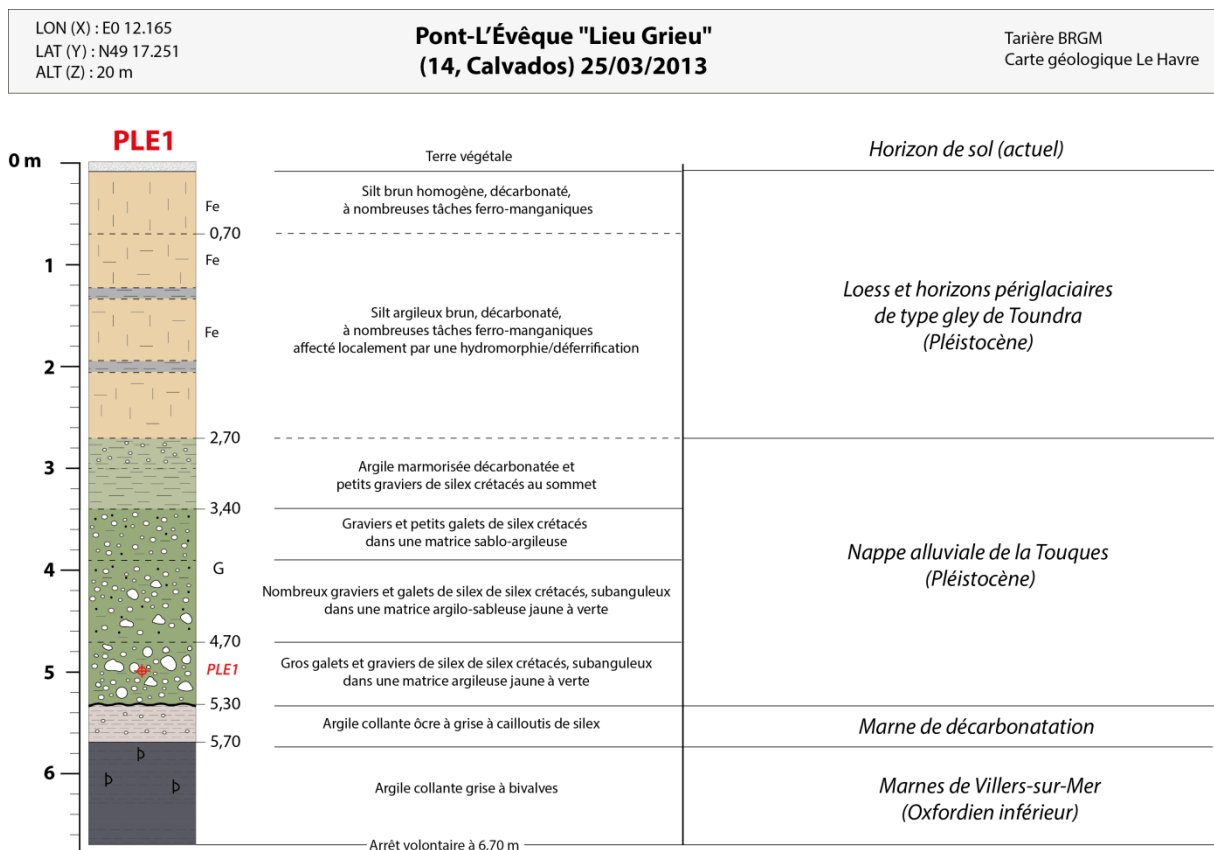 LON (X) : E0 12.165
LAT (Y) : N49 17.251
ALT (Z) : 20 m
Pont-L'Évêque "Lieu Grieu"
(14, Calvados) 25/03/2013
Tarière BRGM
Carte géologique Le Havre
PLE1
0 m
Terre végétale
Horizon de sol (actuel)
Silt brun homogène, décarbonaté,
à nombreuses tâches ferro-manganiques
Fe
0,70
1
Fe
Silt argileux brun, décarbonaté,
à nombreuses tâches ferro-manganiques
affecté localement par une hydromorphie/déferrification
Fe
Loess et horizons périglaciaires
de type gley de Toundra
(Pléistocène)
2
2,70
3
Argile marmorisée décarbonatée et
petits graviers de silex crétacés au sommet
3,40
Graviers et petits galets de silex crétacés
dans une matrice sablo-argileuse
4
G
Nombreux graviers et galets de silex de silex crétacé, subanguleux
dans une matrice argilo-sableuse jaune à verte
Nappe alluviale de la Touques
(Pléistocène)
4,70
5
PLE1
Gros galets et graviers de silex de silex crétacés, subanguleux
dans une matrice argileuse jaune à verte
5,30
Argile collante ôcre à grise à cailloutis de silex
Marne de décarbonatation
5,70
6
Argile collante grise à bivalves
Marnes de Villers-sur-Mer
(Oxfordien inférieur)
Arrêt volontaire à 6,70 m